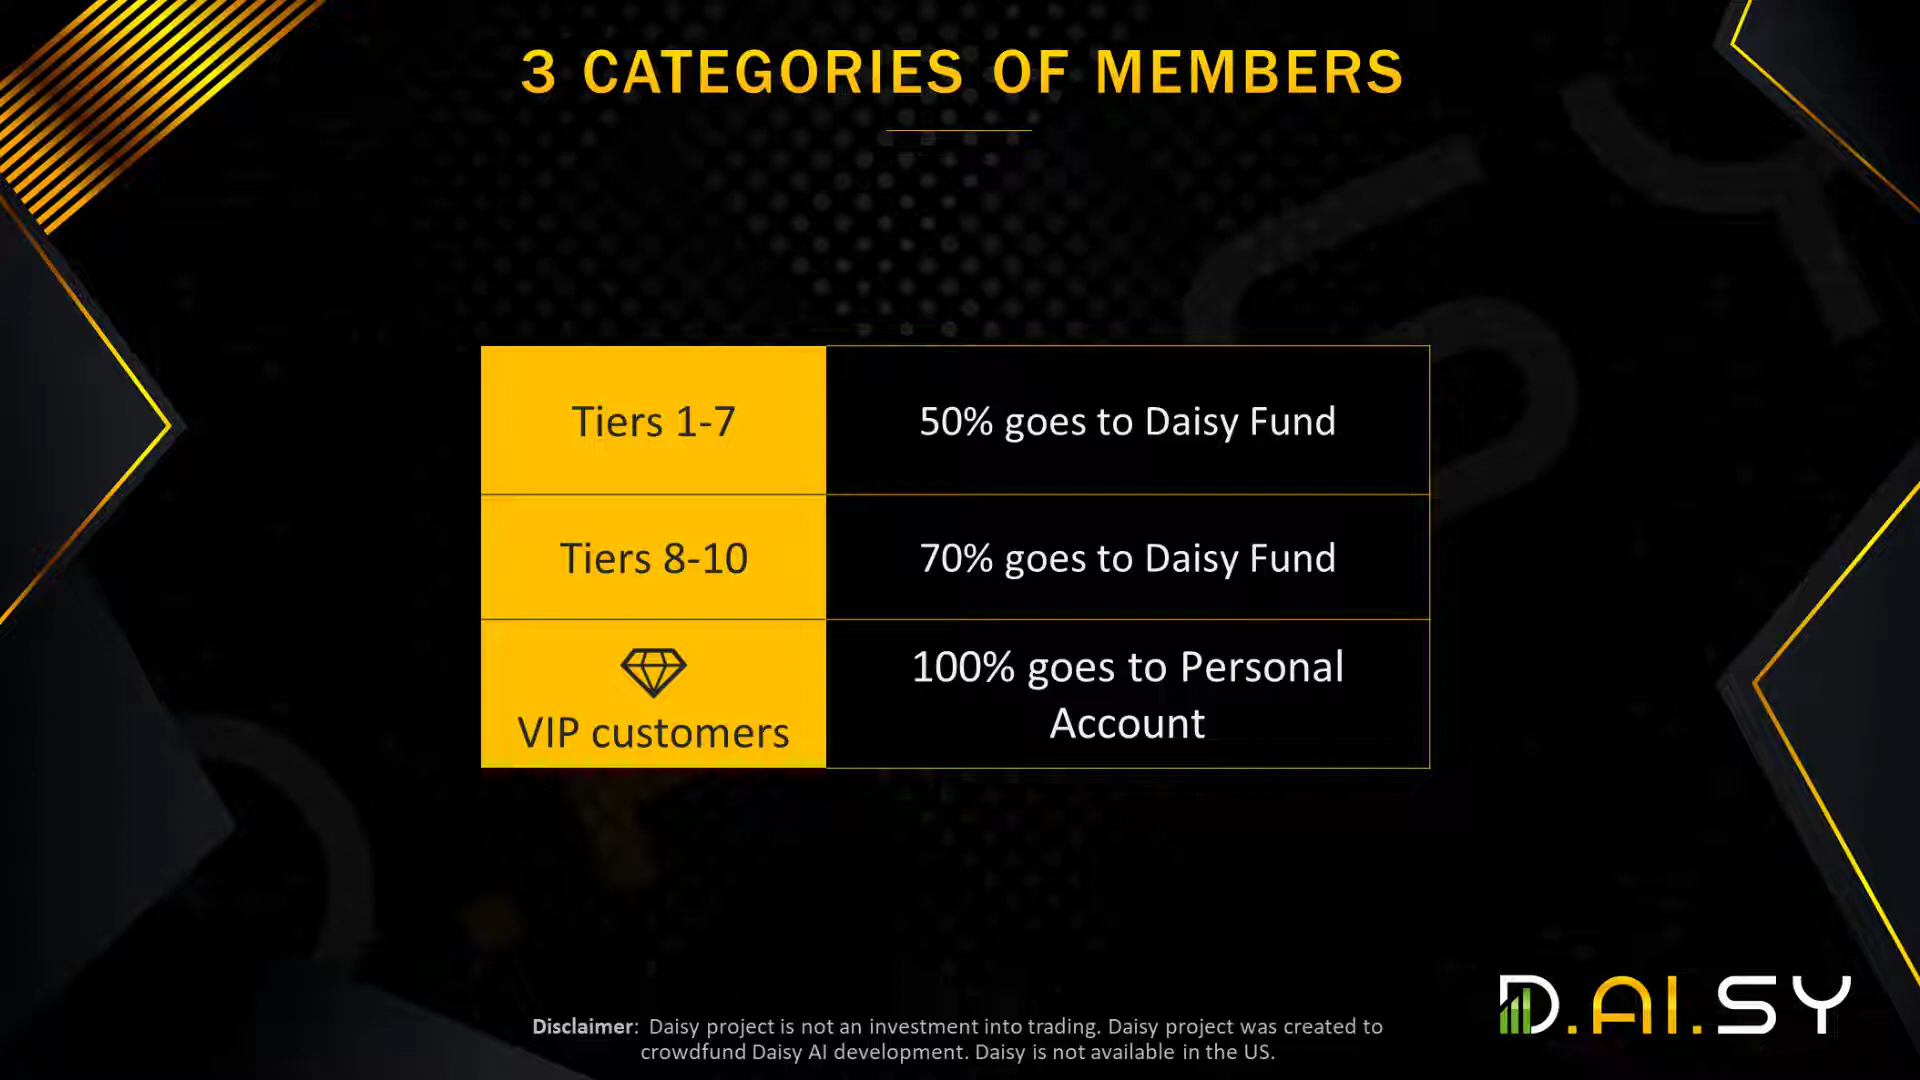 3 CATEGORIES OF MEMBERS
Tiers 1-7
50% goes to Daisy Fund
Tiers 8-10
70% goes to Daisy Fund
VIP customers
100% goes to Personal
Account
Disclaimer: Daisy project is not an investment into trading. Daisy project was created to
crowdfund Daisy AI development. Daisy is not available in the US.
D.AI.SY